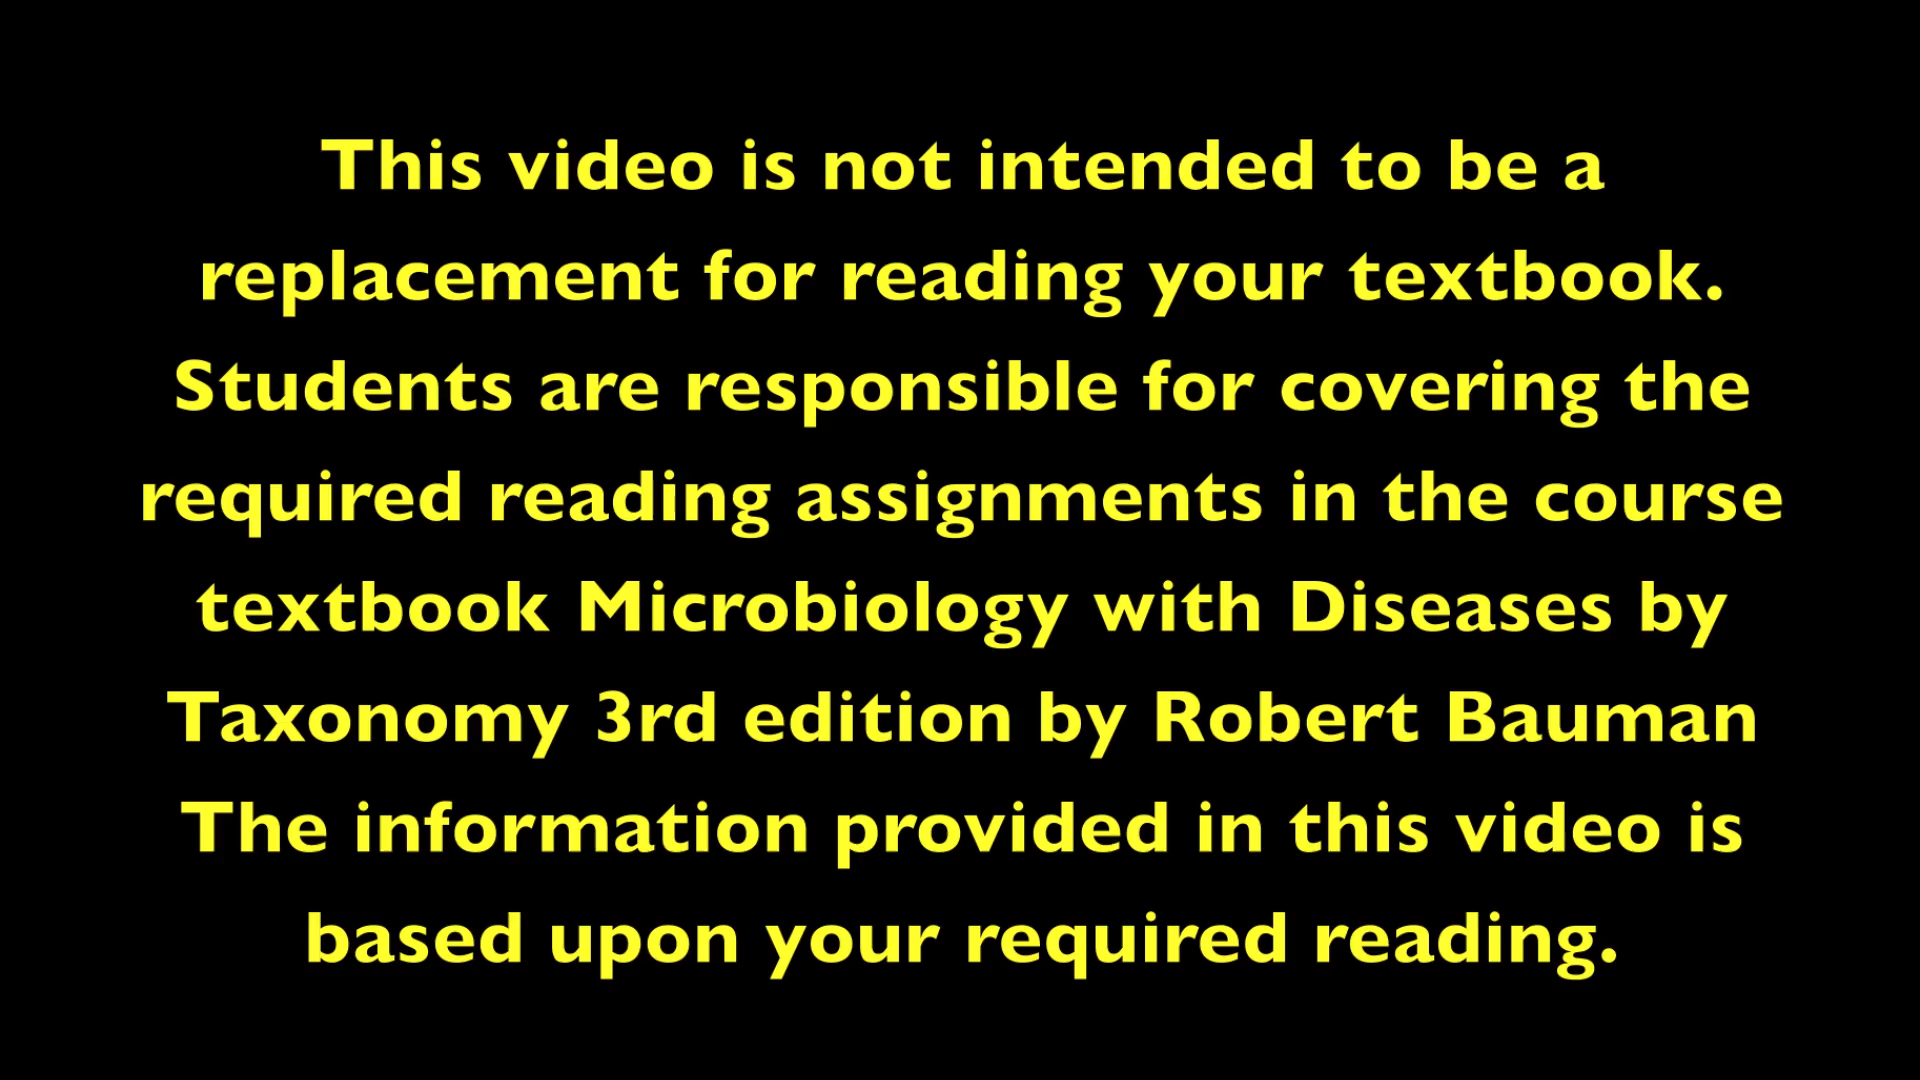 This video is not intended to be a
replacement for reading your textbook.
Students are responsible for covering the
required reading assignments in the course
textbook Microbiology with Diseases by
Taxonomy 3rd edition by Robert Bauman
The information provided in this video is
based upon your required reading.